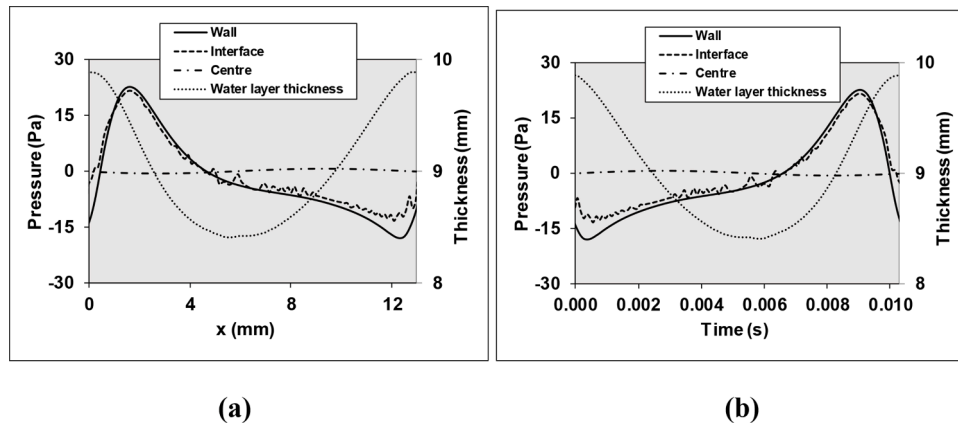 Wall
Interface
Centre
Water layer thickness
30
15
0
-15
-30
Pressure (Pa)
10
9
8
Thickness (mm)
0
4
8
12
x (mm)
(a)
Wall
Interface
Centre
Water layer thickness
30
15
0
-15
-30
Pressure (Pa)
10
9
8
Thickness (mm)
0.000
0.002
0.004
0.006
0.008
0.010
Time (s)
(b)